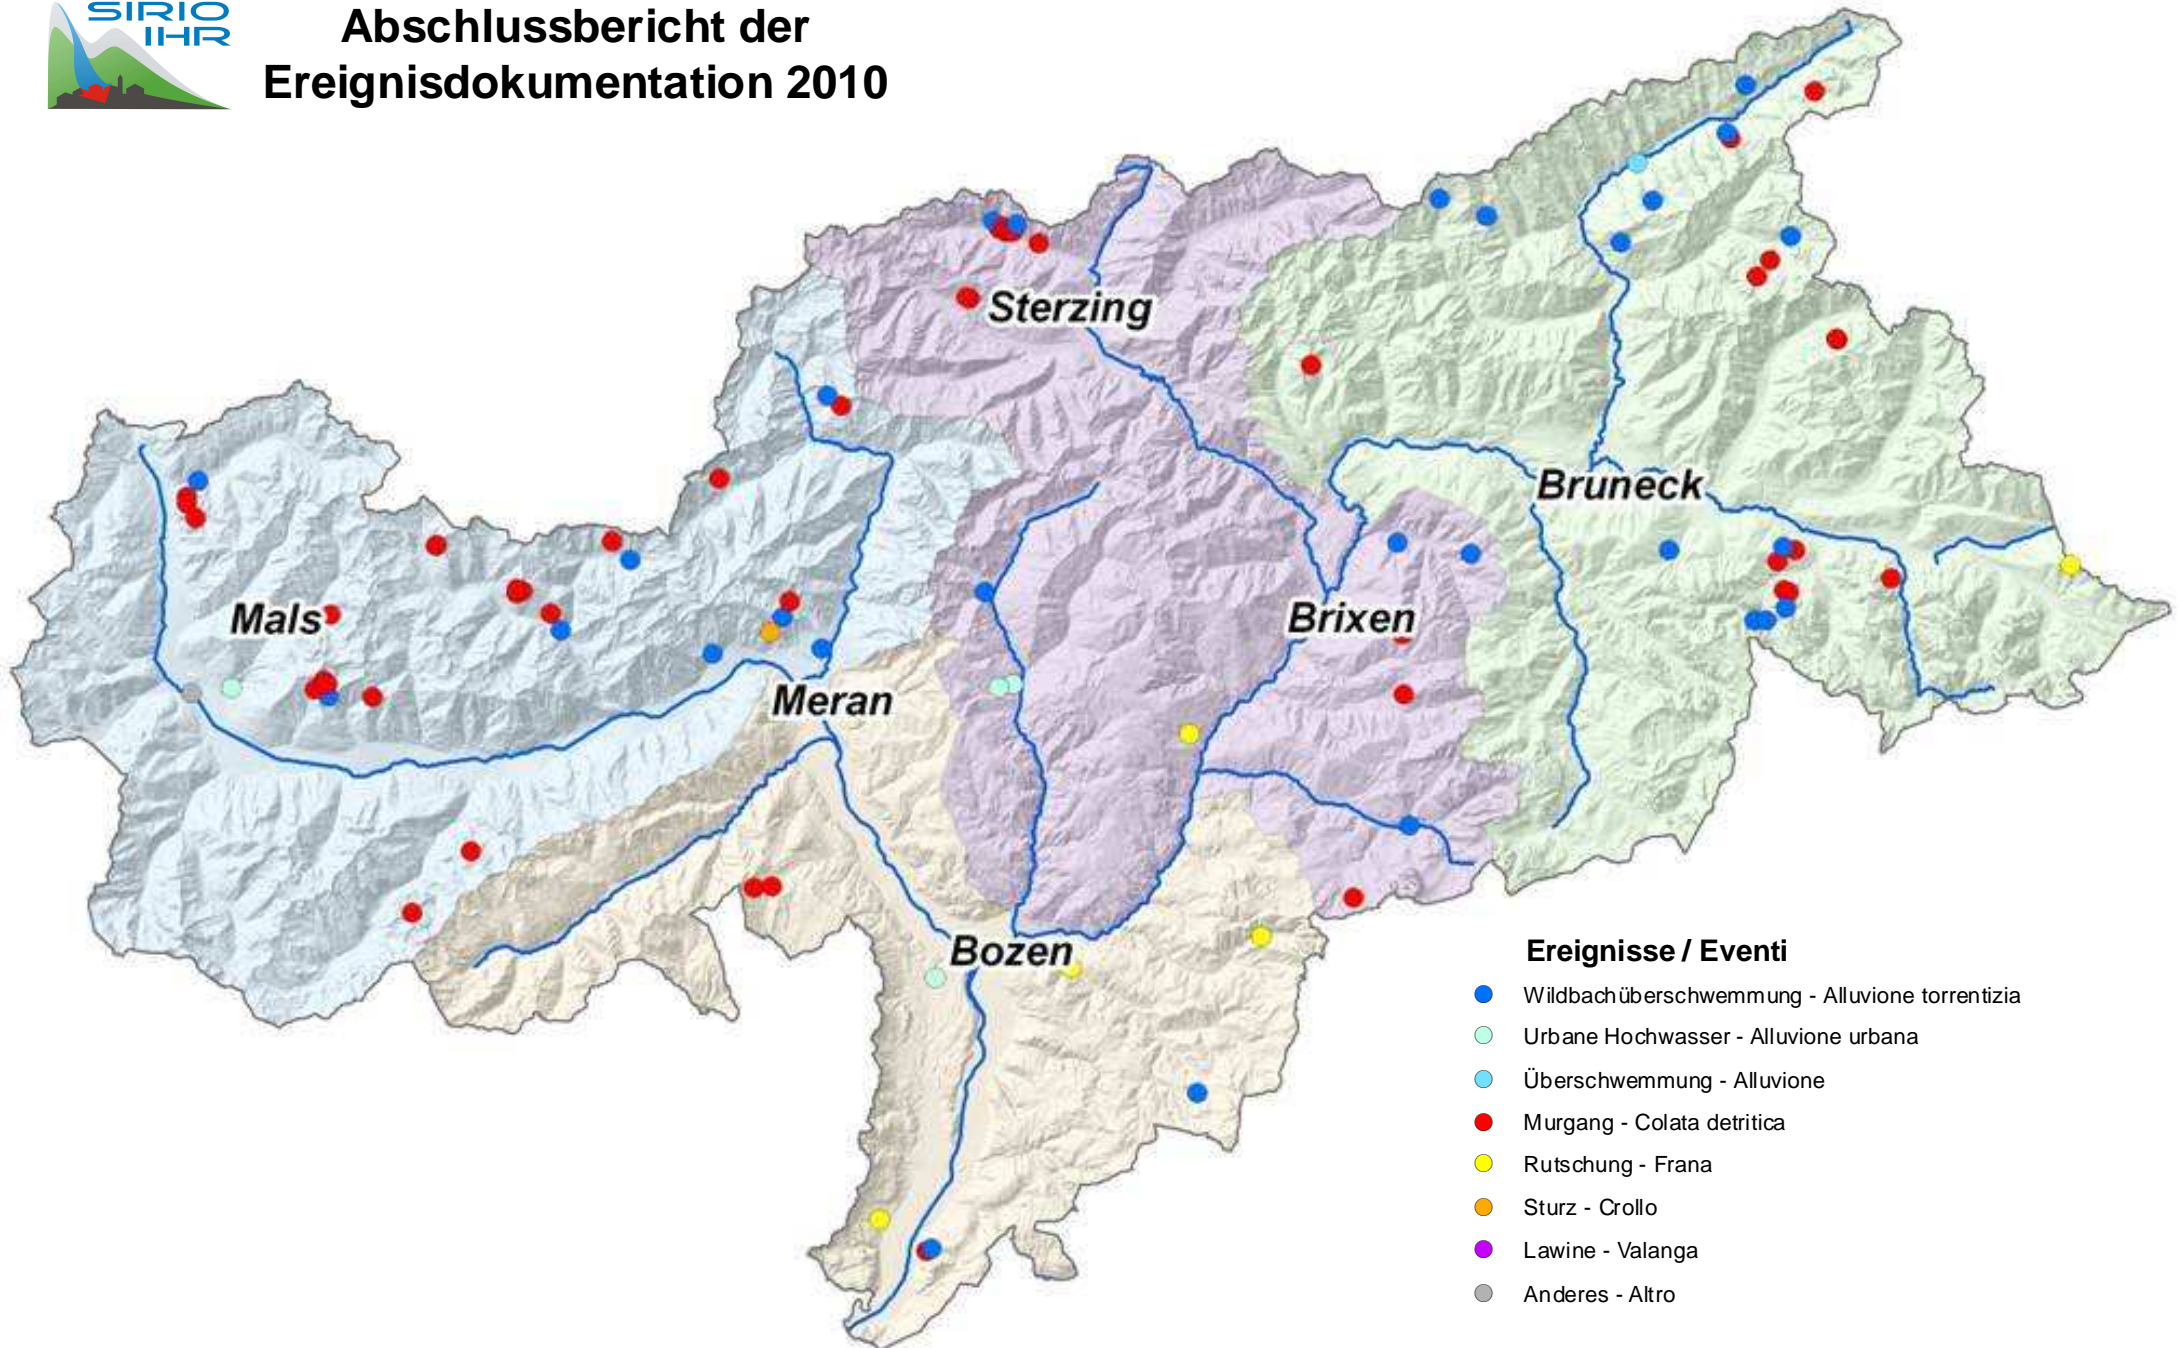 SIRIO
IHR
Abschlussbericht der
Ereignisdokumentation 2010
Sterzing
Bruneck
Mals
Brixen
Meran
Bozen
Ereignisse / Eventi
Wildbachüberschwemmung - Alluvione torrentizia
Urbane Hochwasser - Alluvione urbana
Überschwemmung - Alluvione
Murgang - Colata detritica
Rutschung - Frana
Sturz - Crollo
Lawine - Valanga
Anderes - Altro